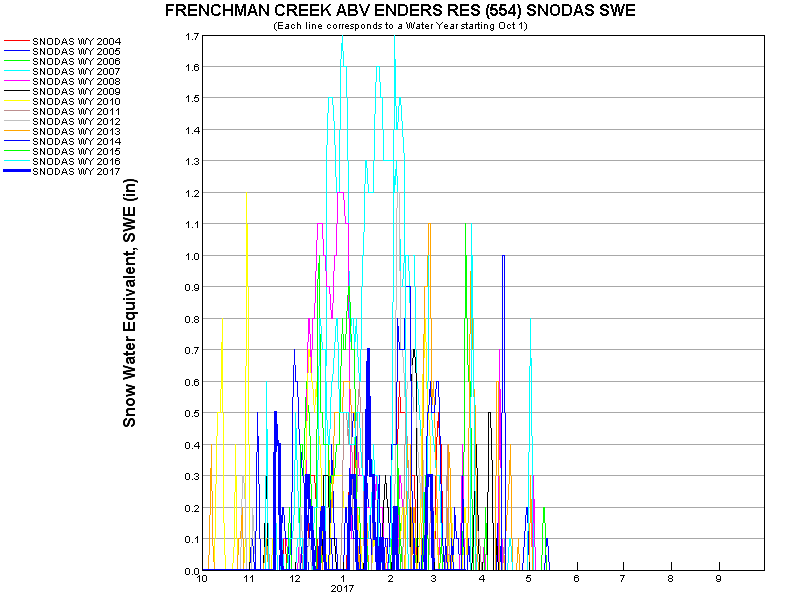 FRENCHMAN CREEK ABV ENDERS RES (554) SNODAS SWE
(Each line corresponds to a Water Year starting Oct 1)
SNODAS WY 2004
SNODAS WY 2005
SNODAS WY 2006
SNODAS WY 2007
SNODAS WY 2008
SNODAS WY 2009
SNODAS WY 2010
SNODAS WY 2011
SNODAS WY 2012
SNODAS WY 2013
SNODAS WY 2014
SNODAS WY 2015
SNODAS WY 2016
SNODAS WY 2017
Snow Water Equivalent, SWE (in)
1.7
1.6
1.5
1.4
1.3
1.2
1.1
1.0
0.9
0.8
0.7
0.6
0.5
0.4
0.3
0.2
0.1
0.0
10 11 12 1 2 3 4 5 6 7 8 9
2017